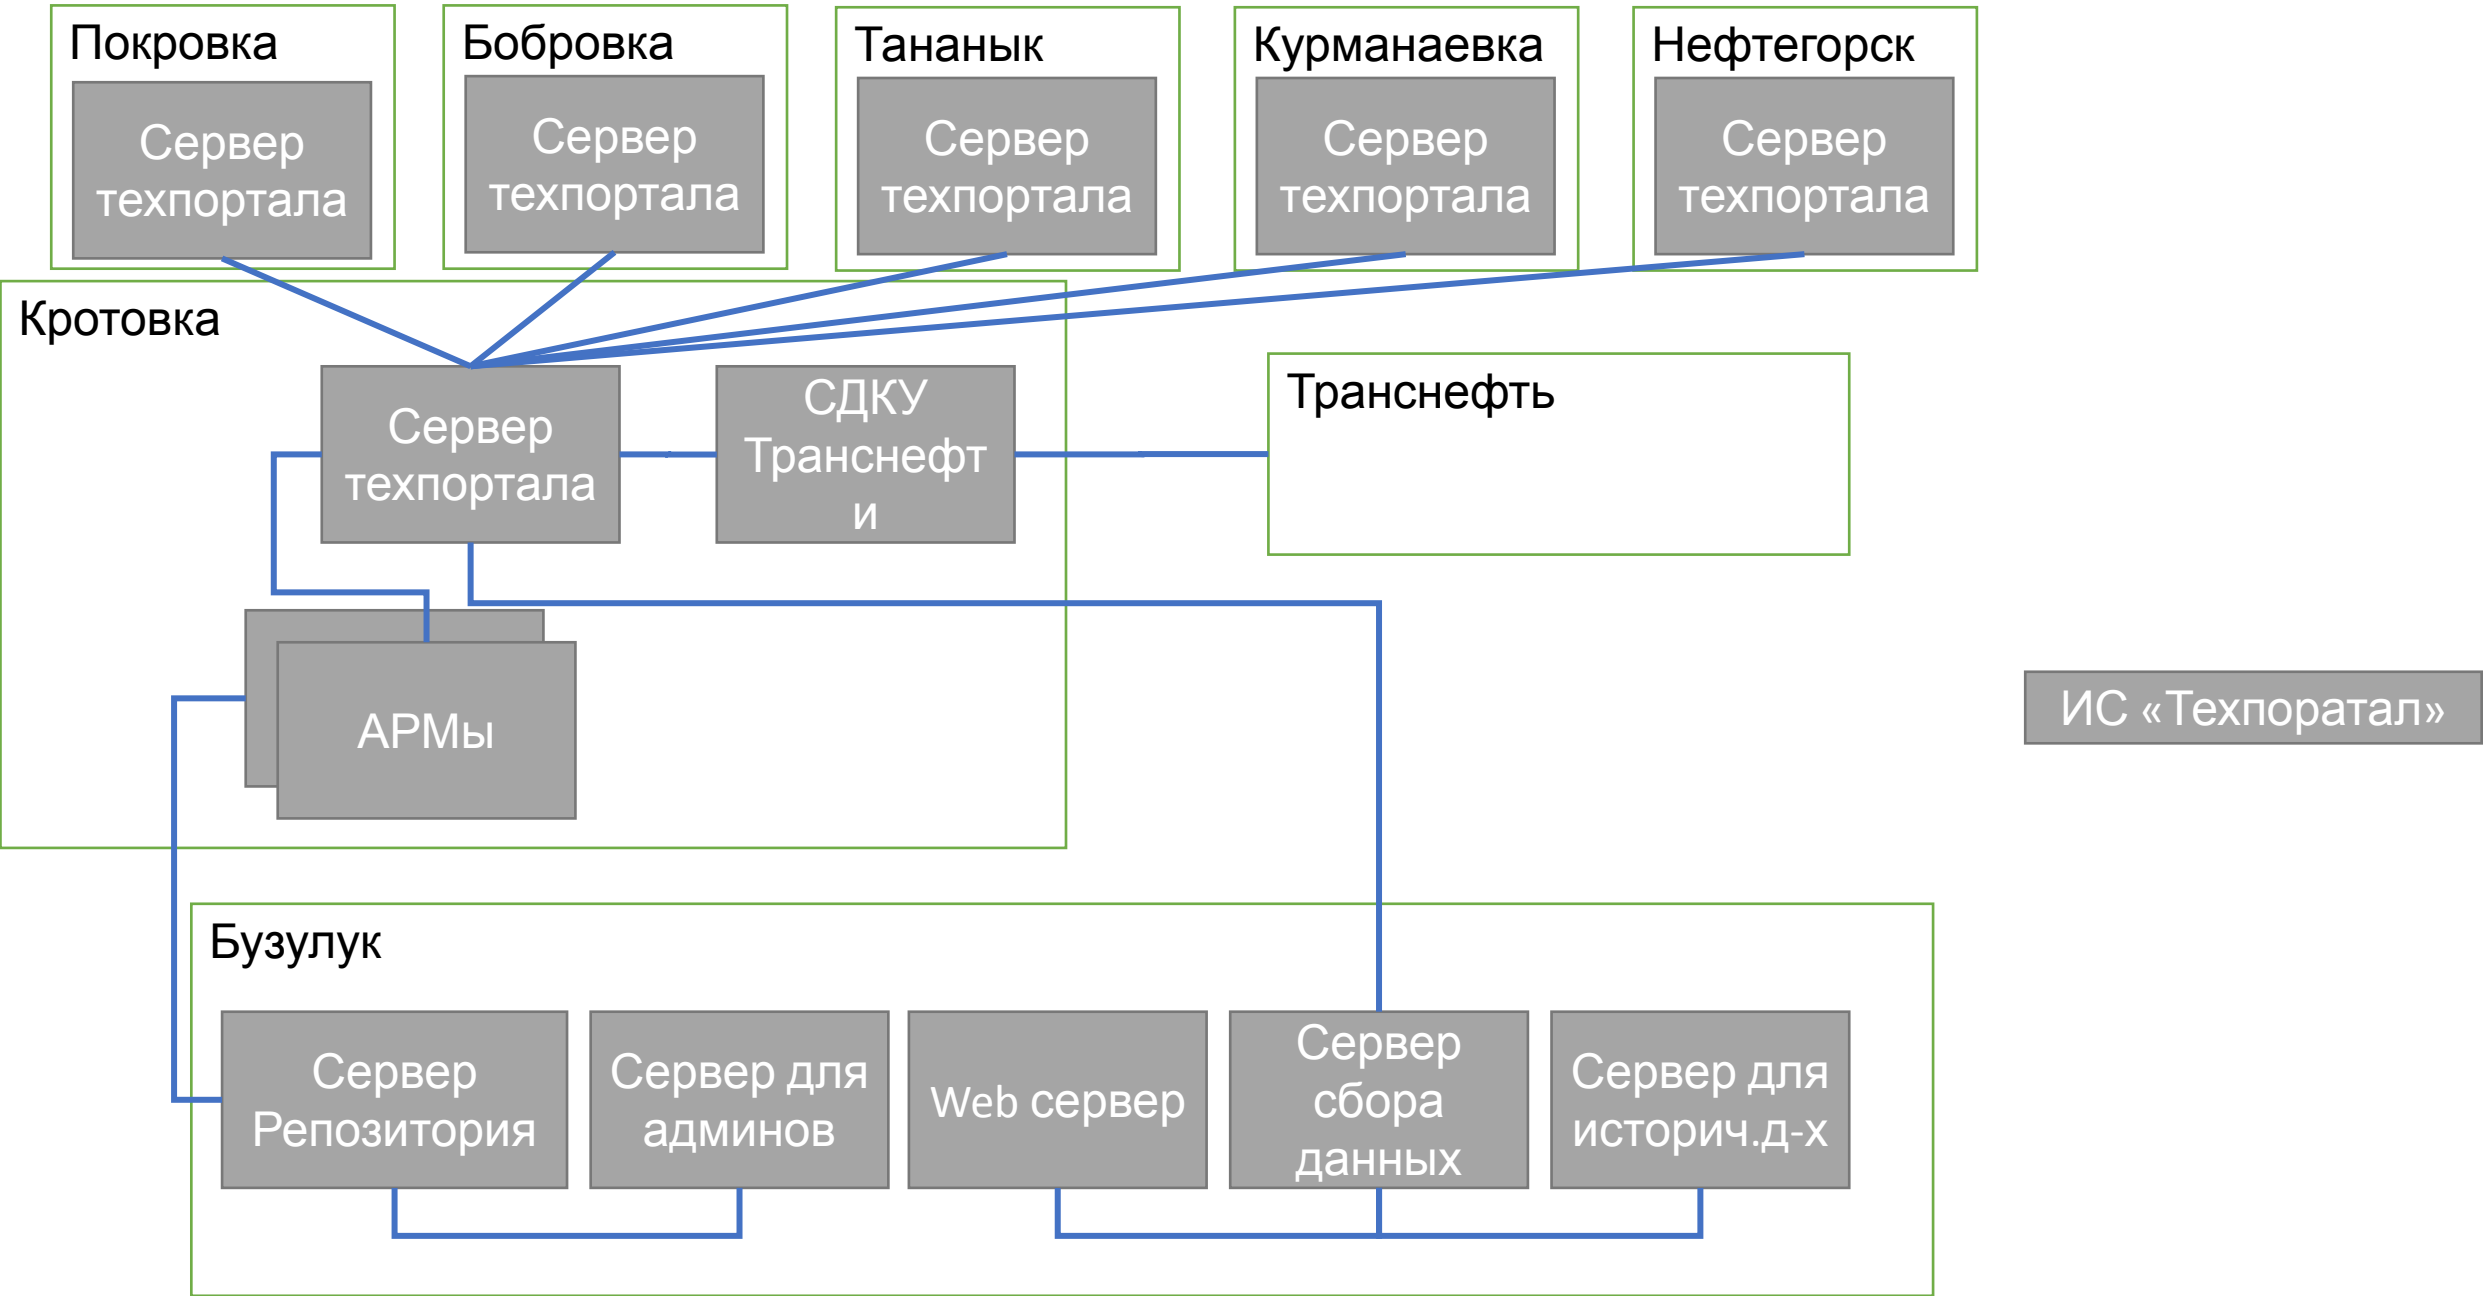 Покровка
Сервер
техпортала
Бобровка
Сервер
техпортала
Тананык
Сервер
техпортала
Курманаевка
Сервер
техпортала
Нефтегорск
Сервер
техпортала
Кротовка
Сервер
техпортала
СДКУ
Транснефт
и
Транснефть
АРМы
ИС «Техпоратал»
Бузулук
Сервер
Репозитория
Сервер для
админов
Web сервер
Сервер
сбора
данных
Сервер для
историч.д-х